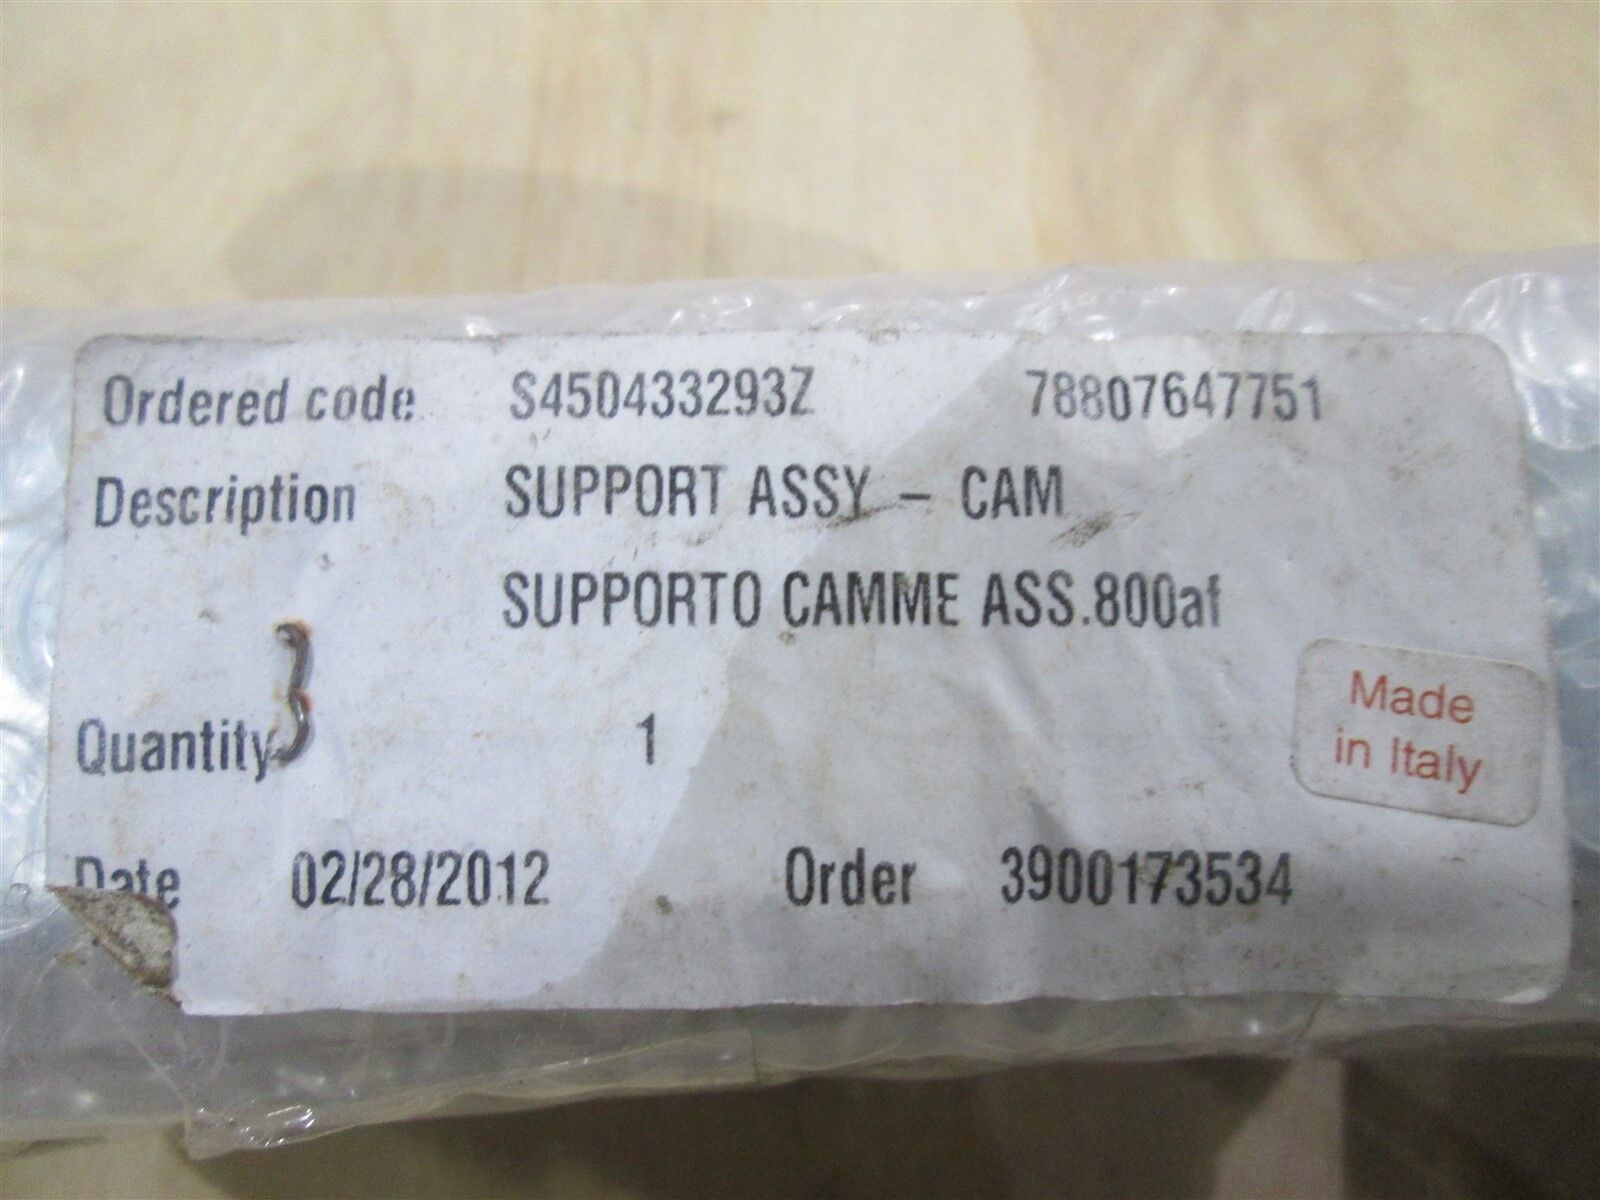 Ordered code S450433293Z 78807647751
Description SUPPORT ASSY - CAM
SUPPORTO CAMME ASS.800af
Quantity 1
Made
in Italy
Date 02/28/2012 Order 3900173534